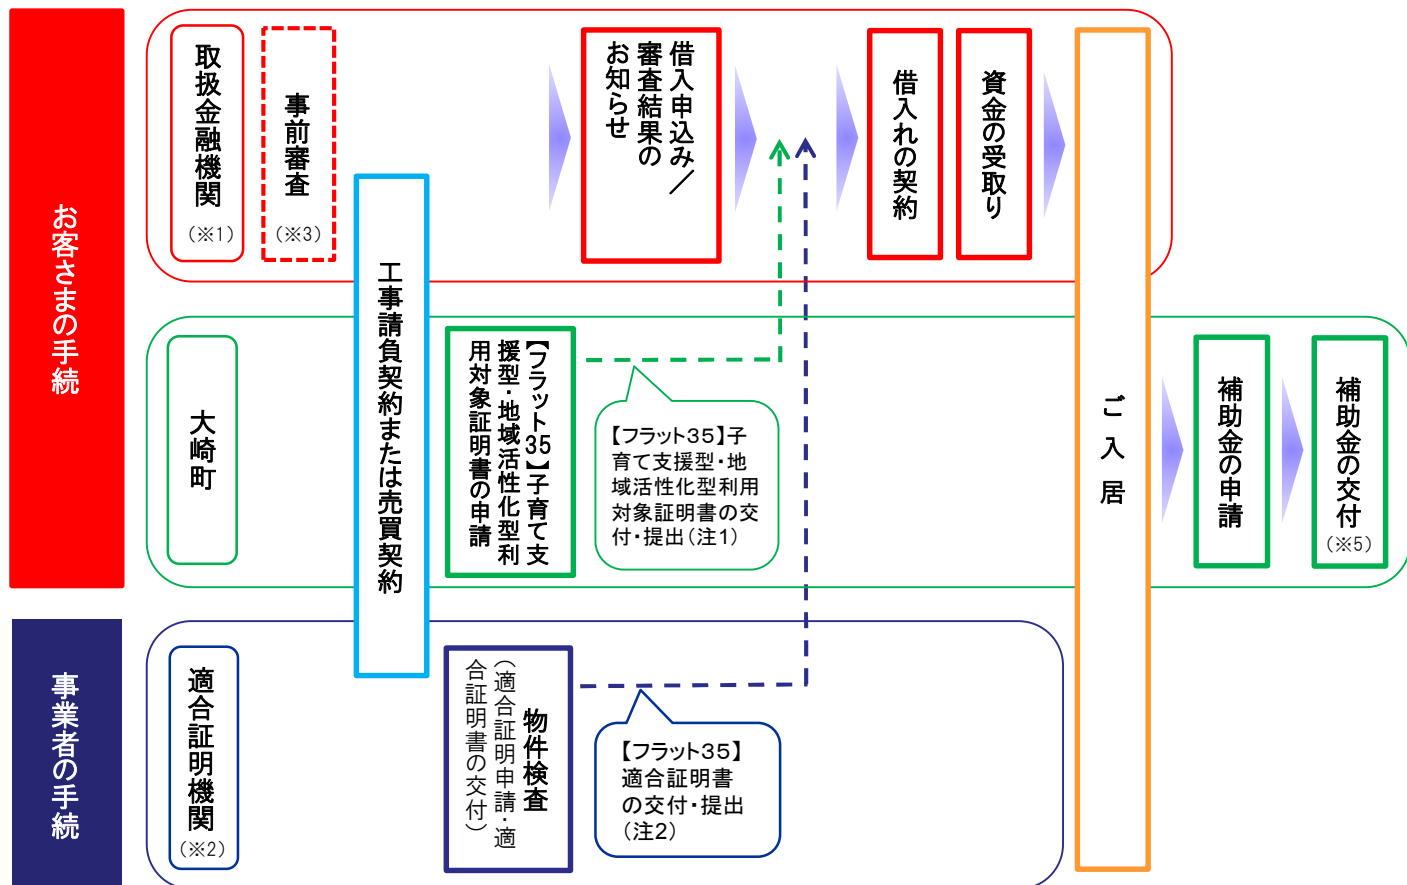 お客さまの手続
取扱金融機関
(※1)
事前審査
(※3)
借入申込み／
審査結果の
お知らせ
借入れの契約
資金の受取り
工事請負契約または売買契約
大崎町
【フラット35】子育て支
援型・地域活性化型利
用対象証明書の申請
【フラット35】子
育て支援型・地
域活性化型利用
対象証明書の交
付・提出(注1)
ご入居
補助金の申請
補助金の交付
(※5)
事業者の手続
適合証明機関
(※2)
物件検査
(適合証明申請・適
合証明書の交付)
【フラット35】
適合証明書
の交付・提出
(注2)